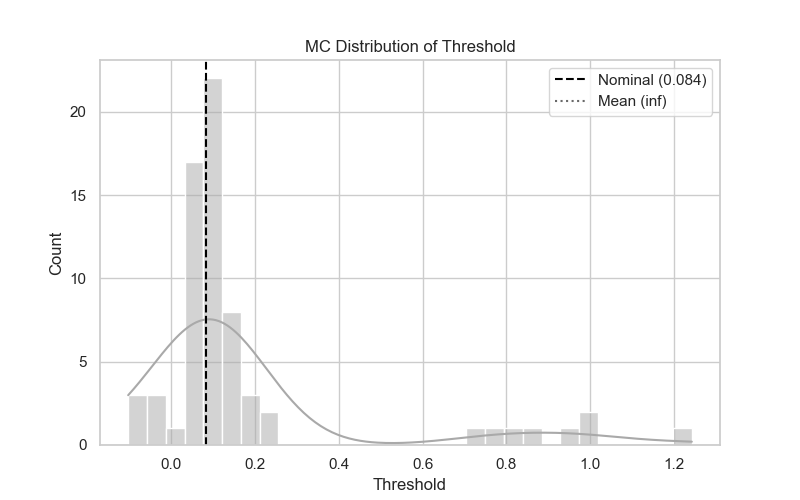 MC Distribution of Threshold
Nominal (0.084)
Mean (inf)
20
15
10
5
0
Count
0.0 0.2 0.4 0.6 0.8 1.0 1.2
Threshold